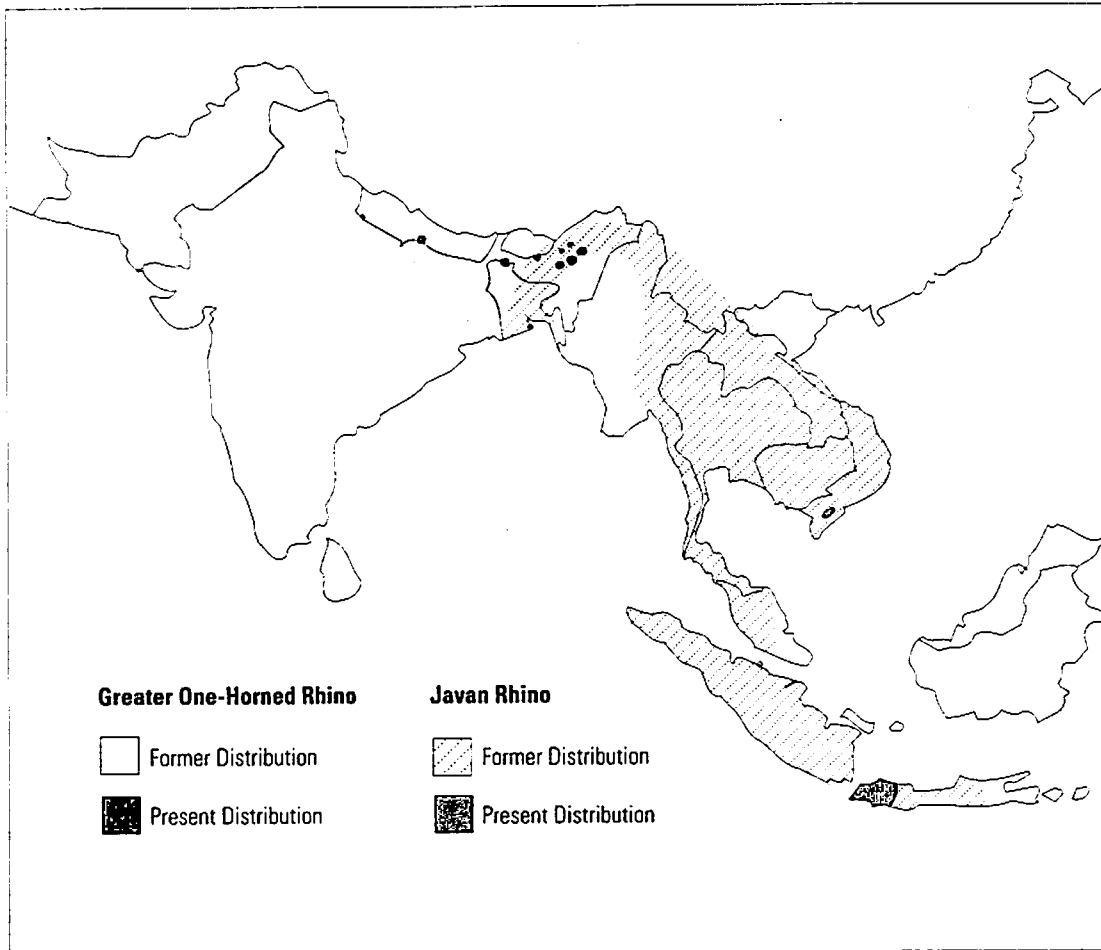 Greater One-Horned Rhino
Former Distribution
Present Distribution
Javan Rhino
Former Distribution
Present Distribution